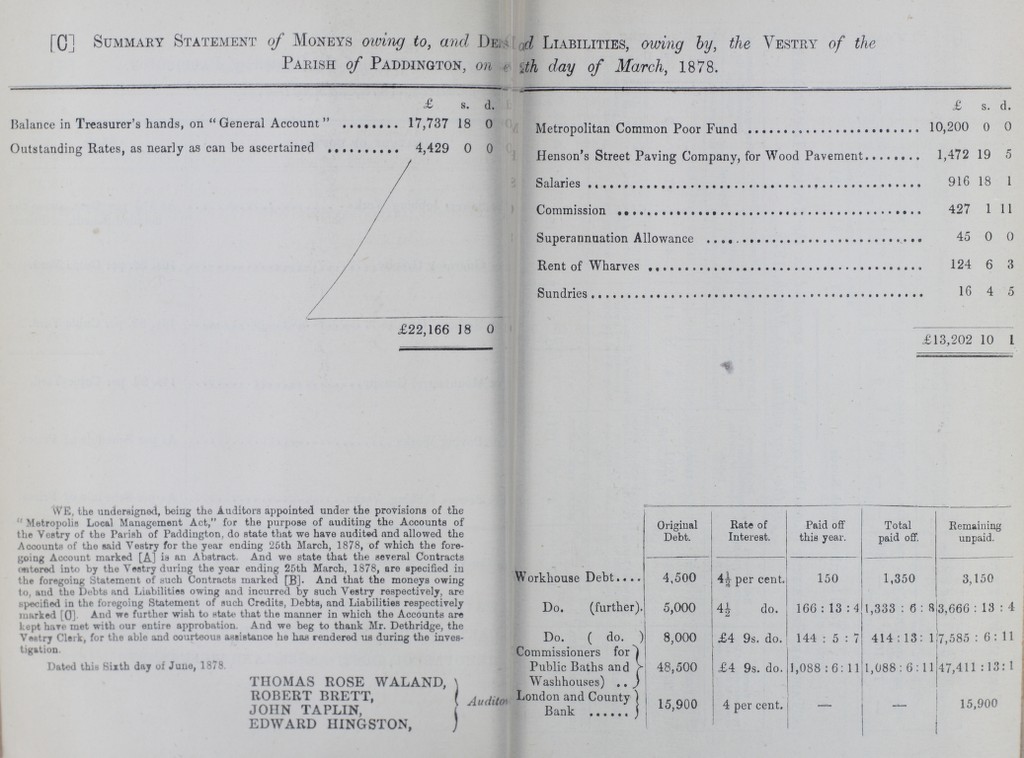 [C] SUMMARY STATEMENT of MONEYS owing to, and LIABILITIES, owing by, the VESTRY of the
PARISH of PADDINGTON, on day of March, 1878.
£ s. d.
Balance in Treasurer's hands, on "General Account" ........ 17,737 18 0
Outstanding Rates, as nearly as can be ascertained .......... 4,429 0 0
£22,166 18 0
£ s. d.
Metropolitan Common Poor Fund ........................ 10,200 0 0
Henson's Street Paving Company, for Wood Pavement........ 1,472 19 5
Salaries ................................................ 916 18 1
Commission ............................................ 427 1 11
Superannuation Allowance .............................. 45 0 0
Rent of Wharves ....................................... 124 6 3
Sundries................................................ 16 4 5
£13,202 10 1
WE, the undersigned, being the Auditors appointed under the provisions of the
"Metropolis Local Management Act," for the purpose of auditing the Accounts of
the Vestry of the Parish of Paddington, do state that we have audited and allowed the
Accounts of the said Vestry for the year ending 25th March, 1878, of which the fore-
going Account marked [A] is an Abstract. And we state that the several Contracts
entered into by the Vestry during the year ending 25th March, 1878, are specified in
the foregoing Statement of such Contracts marked [B]. And that the moneys owing
to, and the Debts and Liabilities owing and incurred by such Vestry respectively, are
specified in the foregoing Statement of such Credits, Debts, and Liabilities respectively
marked [C]. And we further wish to state that the manner in which the Accounts are
kept have met with our entire approbation. And we beg to thank Mr. Dethridge, the
Vestry Clerk, for the able and courteous assistance he has rendered us during the inves-
tigation.
Dated this Sixth day of June, 1878.
THOMAS ROSE WALAND,
ROBERT BRETT,
JOHN TAPLIN,
EDWARD HINGSTON,
Original Debt. Rate of Interest. Paid off this year. Total paid off. Remaining unpaid.
Workhouse Debt.... 4,500 4½ per cent. 150 1,350 3,150
Do. (further). 5,000 4½ do. 166 : 13 : 4 1,333 : 6 : 8 3,666 : 13 : 4
Do. ( do. ) 8,000 £4 9s. do. 144 : 5 : 7 414 : 13 : 1 7,585 : 6 : 11
Commissioners for
Public Baths and 48,500 £4 9s. do. 1,088 : 6 : 11 1,088 : 6 : 11 47,411 : 13 : 1
Washhouses) ..
London and County
Bank ...... 15,900 4 per cent. — — 15,900